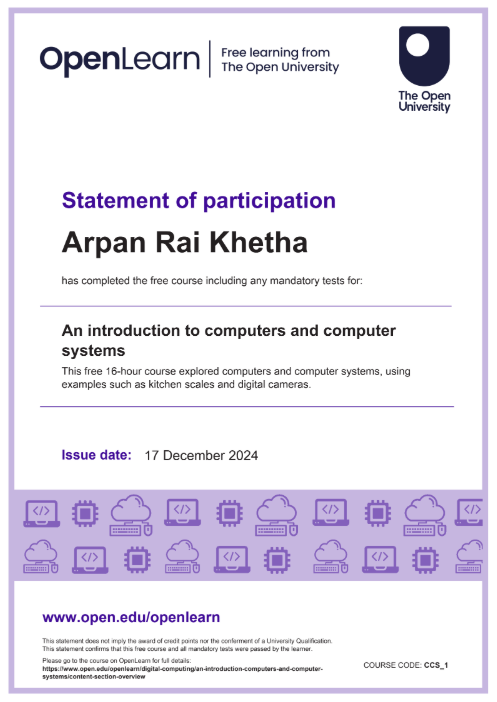 OpenLearn
Free learning from
The Open University
The Open
University
Statement of participation
Arpan Rai Khetha
has completed the free course including any mandatory tests for:
An introduction to computers and computer
systems
This free 16-hour course explored computers and computer systems, using
examples such as kitchen scales and digital cameras.
Issue date: 17 December 2024
www.open.edu/openlearn
This statement does not imply the award of credit points nor the conferment of a University Qualification.
This statement confirms that this free course and all mandatory tests were passed by the learner.
Please go to the course on OpenLearn for full details:
https://www.open.edu/openlearn/digital-computing/an-introduction-computers-and-computer-
systems/content-section-overview
COURSE CODE: CCS_1